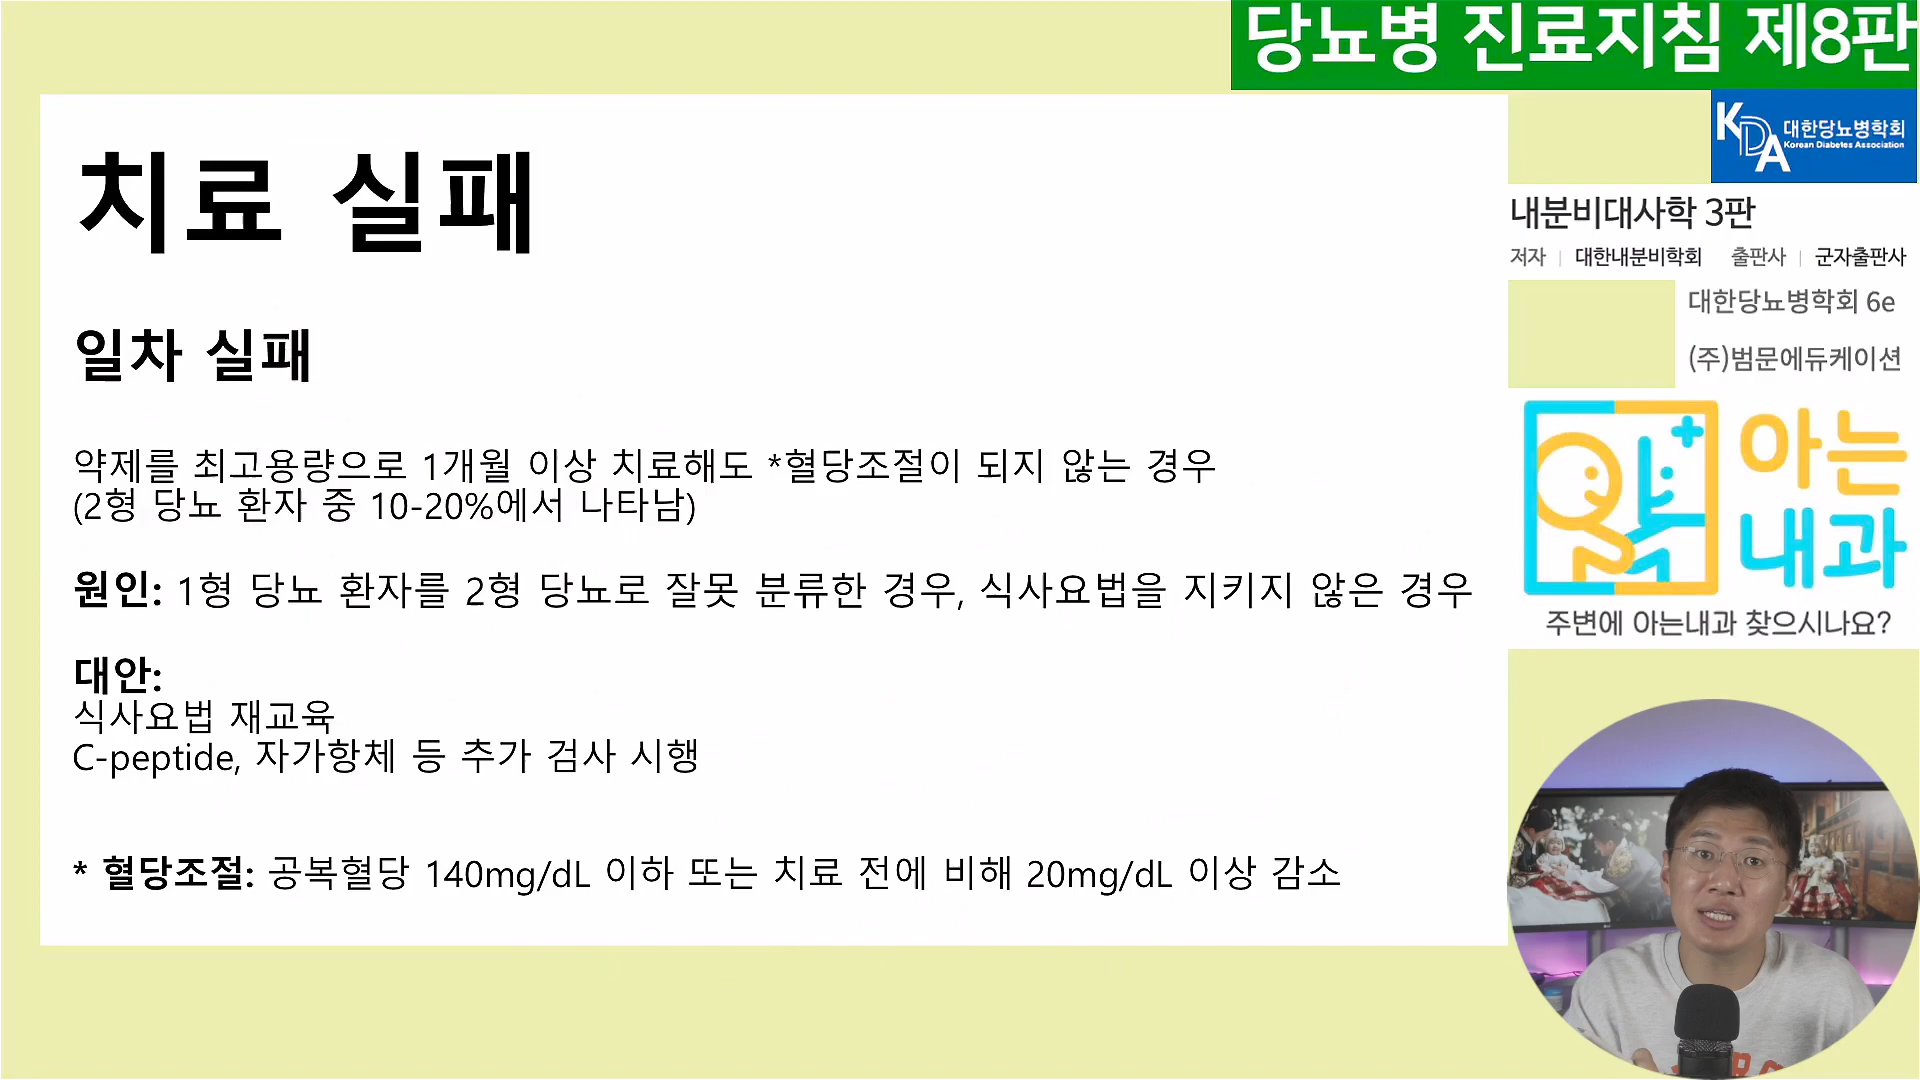 당뇨병 진료지침 제8판
KDA 대한당뇨병학회
Korean Diabetes Association
치료 실패
일차 실패
약제를 최고용량으로 1개월 이상 치료해도 *혈당조절이 되지 않는 경우
(2형 당뇨 환자 중 10-20%에서 나타남)
원인: 1형 당뇨 환자를 2형 당뇨로 잘못 분류한 경우, 식사요법을 지키지 않은 경우
대안:
식사요법 재교육
C-peptide, 자가항체 등 추가 검사 시행
* 혈당조절: 공복혈당 140mg/dL 이하 또는 치료 전에 비해 20mg/dL 이상 감소
내분비대사학 3판
저자 | 대한내분비학회 출판사 | 군자출판사
대한당뇨병학회 6e
(주)범문에듀케이션
아는
내과
주변에 아는내과 찾으시나요?